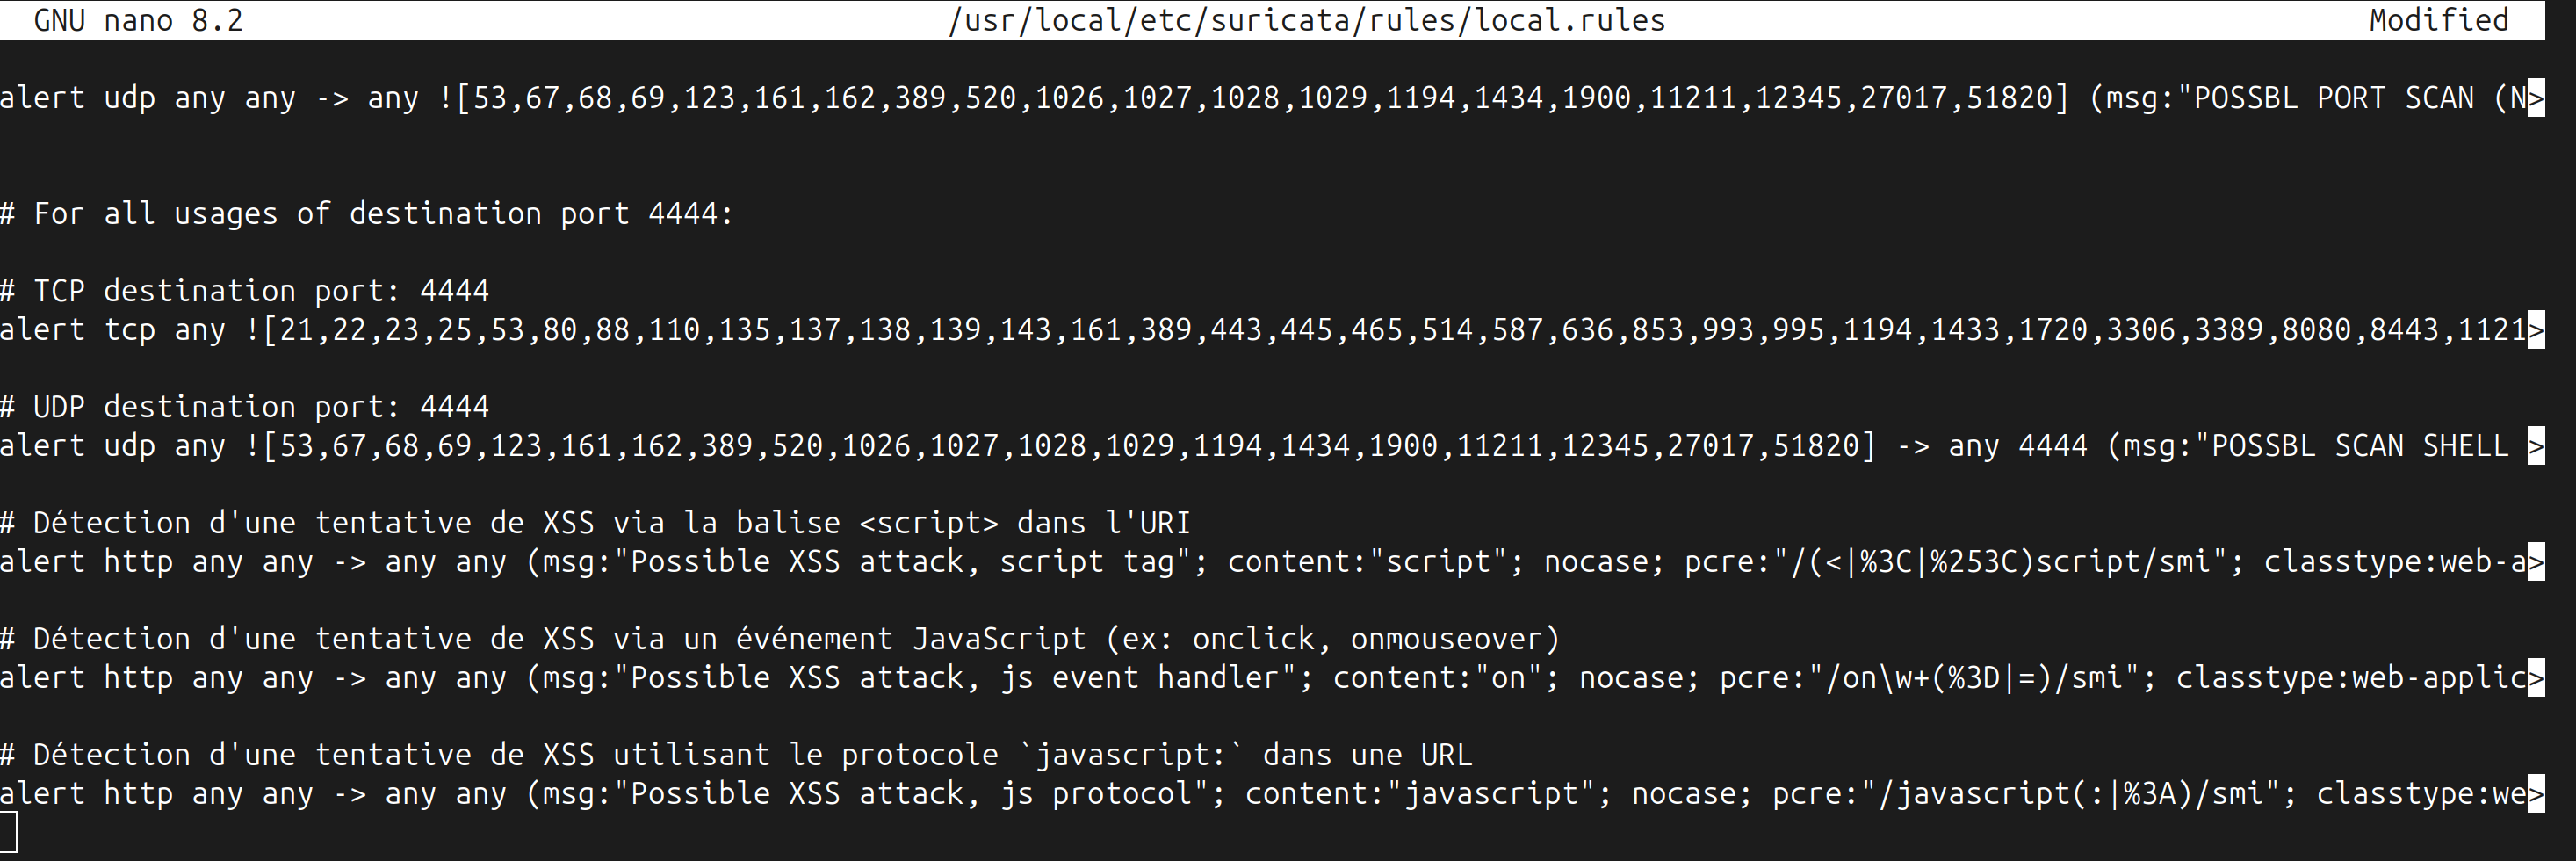 GNU nano 8.2 /usr/local/etc/suricata/rules/local.rules Modified
alert udp any any -> any ![53,67,68,69,123,161,162,389,520,1026,1027,1028,1029,1194,1434,1900,11211,12345,27017,51820] (msg:"POSSBL PORT SCAN (N>
# For all usages of destination port 4444:
# TCP destination port: 4444
alert tcp any ![21,22,23,25,53,80,88,110,135,137,138,139,143,161,389,443,445,465,514,587,636,853,993,995,1194,1433,1720,3306,3389,8080,8443,1121>
# UDP destination port: 4444
alert udp any ![53,67,68,69,123,161,162,389,520,1026,1027,1028,1029,1194,1434,1900,11211,12345,27017,51820] -> any 4444 (msg:"POSSBL SCAN SHELL >
# Détection d'une tentative de XSS via la balise <script> dans l'URI
alert http any any -> any any (msg:"Possible XSS attack, script tag"; content:"script"; nocase; pcre:"/(<|%3C|%253C)script/smi"; classtype:web-a>
# Détection d'une tentative de XSS via un événement JavaScript (ex: onclick, onmouseover)
alert http any any -> any any (msg:"Possible XSS attack, js event handler"; content:"on"; nocase; pcre:"/on\w+(%3D|=)/smi"; classtype:web-applic>
# Détection d'une tentative de XSS utilisant le protocole `javascript:` dans une URL
alert http any any -> any any (msg:"Possible XSS attack, js protocol"; content:"javascript"; nocase; pcre:"/javascript(:|%3A)/smi"; classtype:we>